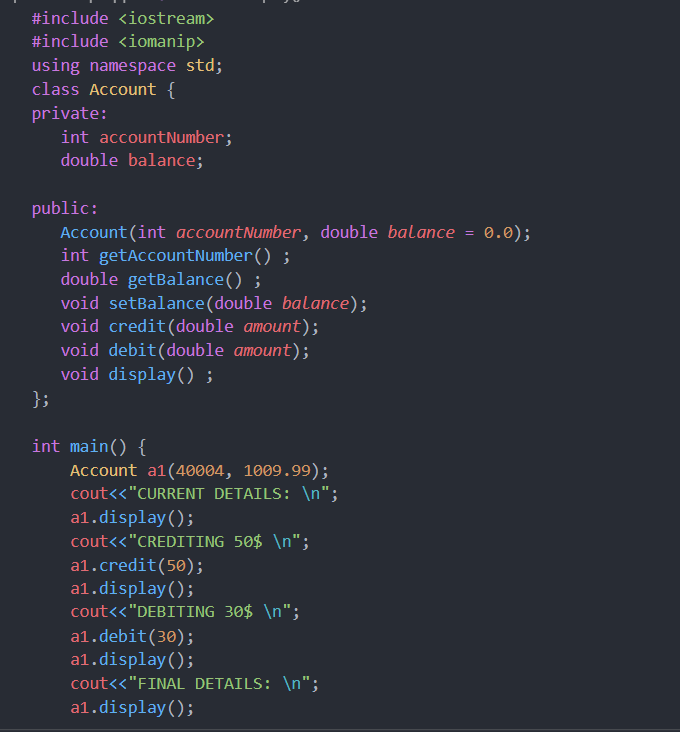 #include <iostream>
#include <iomanip>
using namespace std;
class Account {
private:
   int accountNumber;
   double balance;

public:
   Account(int accountNumber, double balance = 0.0);
   int getAccountNumber() ;
   double getBalance() ;
   void setBalance(double balance);
   void credit(double amount);
   void debit(double amount);
   void display() ;
};

int main() {
    Account a1(40004, 1009.99);
    cout<<"CURRENT DETAILS: \n";
    a1.display();
    cout<<"CREDITING 50$ \n";
    a1.credit(50);
    a1.display();
    cout<<"DEBITING 30$ \n";
    a1.debit(30);
    a1.display();
    cout<<"FINAL DETAILS: \n";
    a1.display();